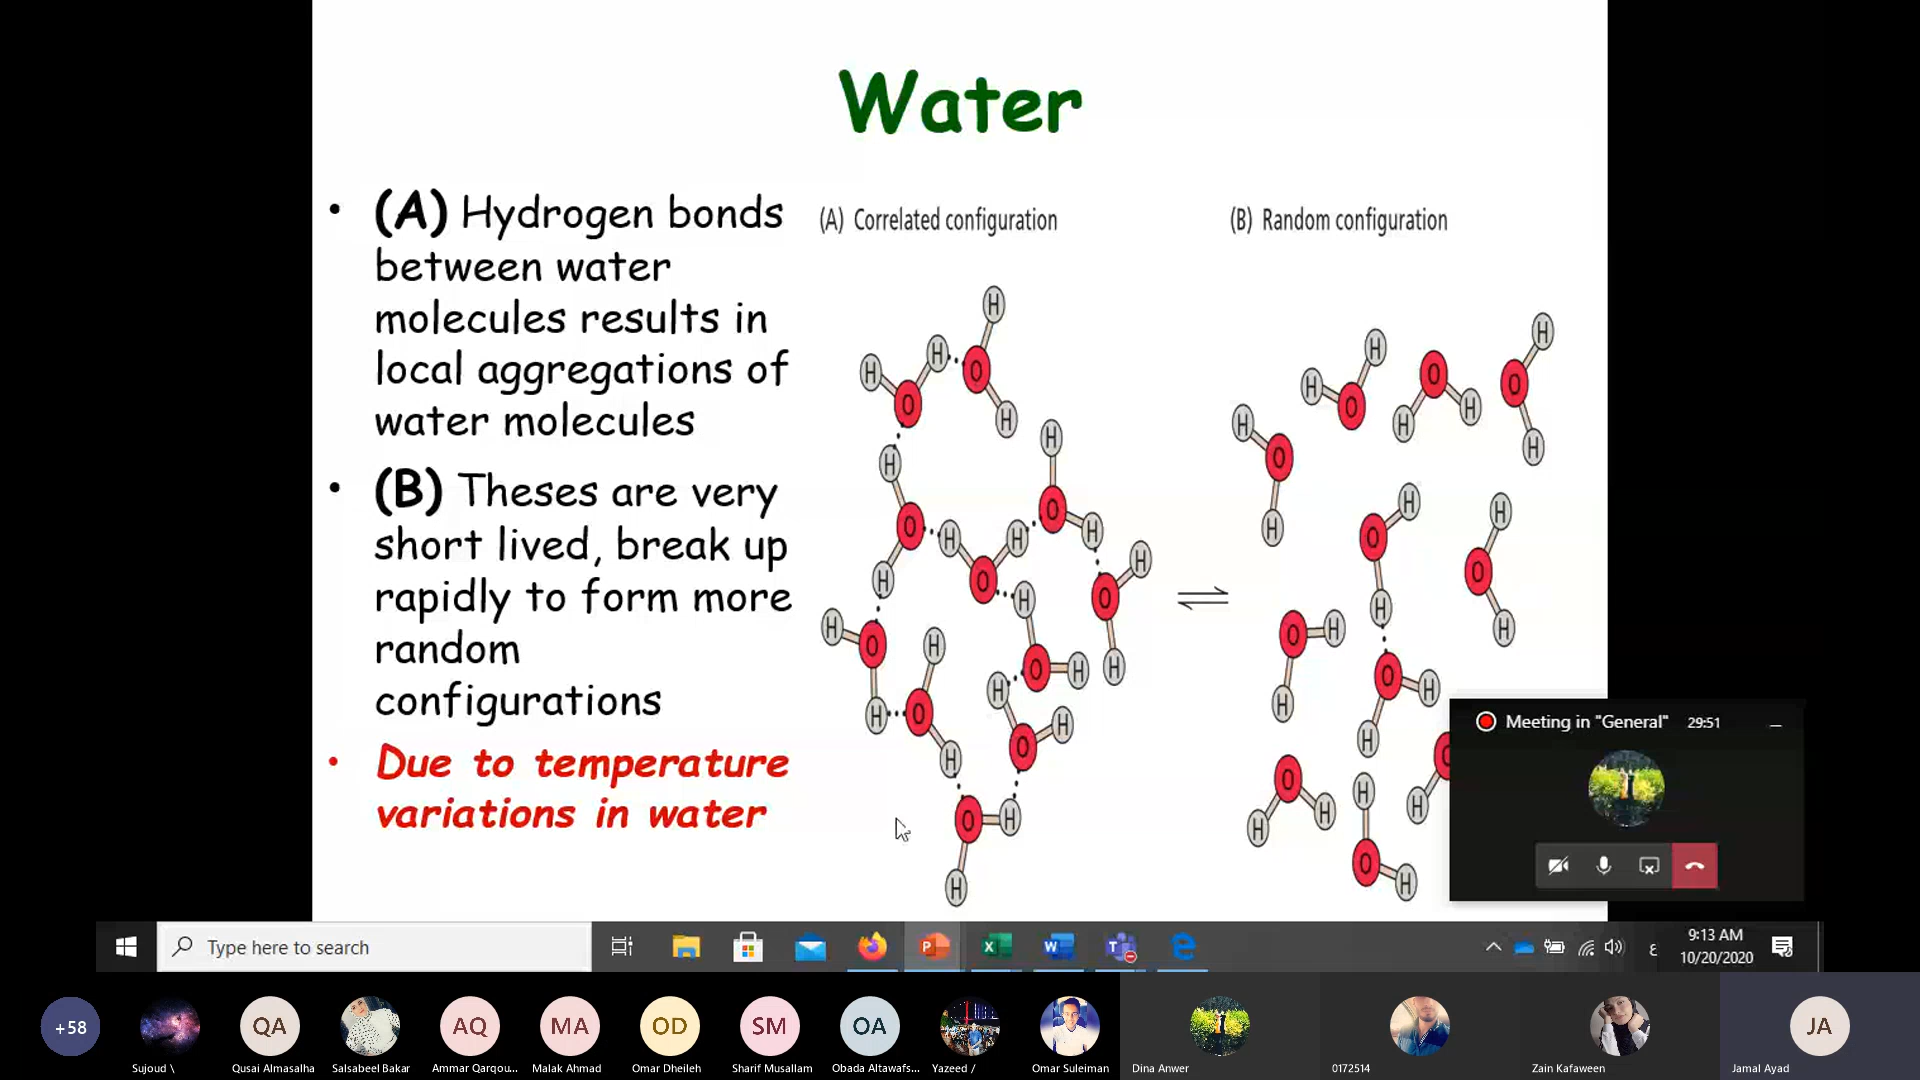 Water
• (A) Hydrogen bonds
between water
molecules results in
local aggregations of
water molecules
• (B) Theses are very
short lived, break up
rapidly to form more
random
configurations
• Due to temperature
variations in water
(A) Correlated configuration
(B) Random configuration
H
H H O
H O
H
H
H
O H H O H
H O
H H
O
H O H
H O H
H
H O H
H
O H
H
O H
H
H
H O
H O O
H H H
H O
H
H
H
O
O
H
O H H
H O H
H
H
O
O H H
H H
O H
Meeting in "General" 29:51
Type here to search
P
X
W
T
ع
9:13 AM
10/20/2020
+58
QA
AQ
MA
OD
SM
OA
JA
Sujoud \
Qusai Almasalha
Salsabeel Bakar
Ammar Qarqou...
Malak Ahmad
Omar Dheileh
Sharif Musallam
Obada Altawafs...
Yazeed /
Omar Suleiman
Dina Anwer
0172514
Zain Kafaween
Jamal Ayad